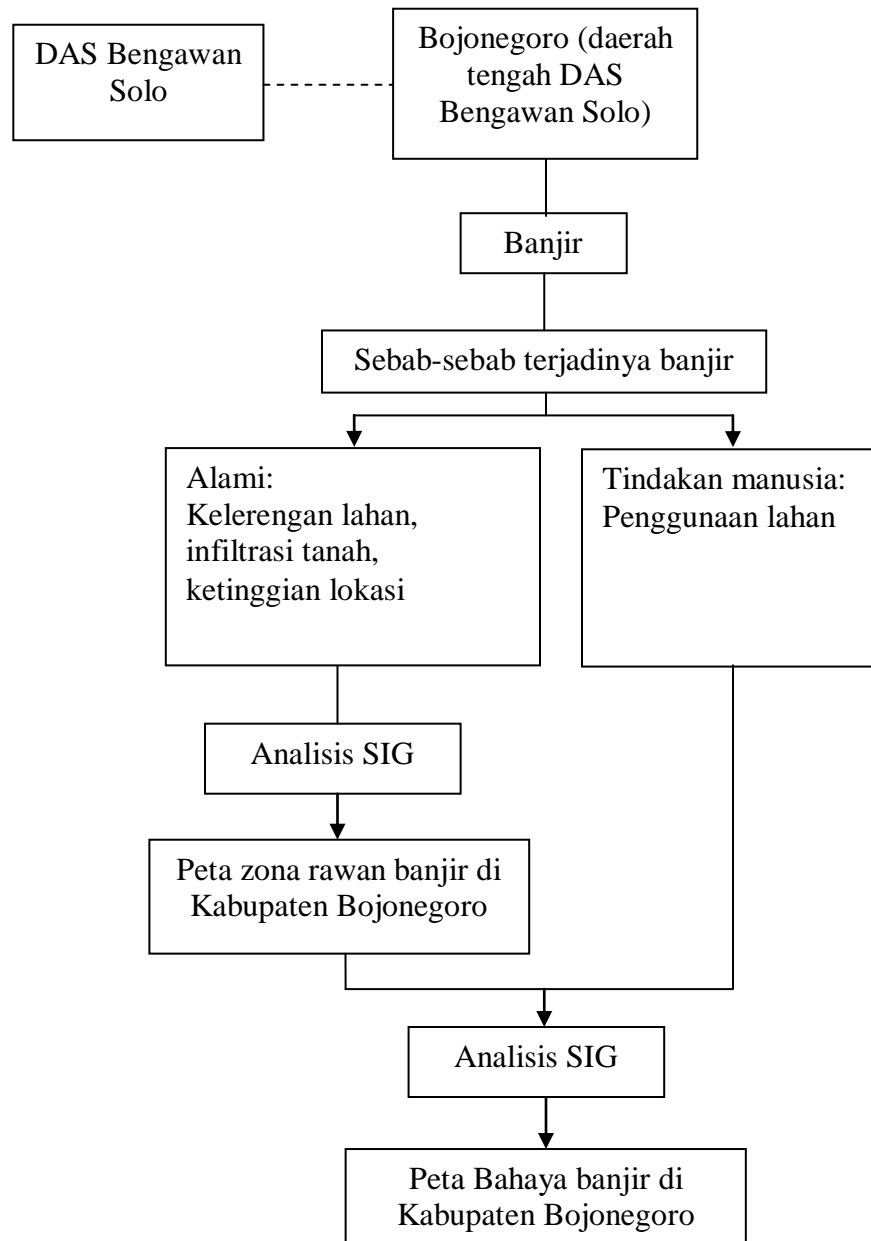 DAS Bengawan
Solo
Bojonegoro (daerah
tengah DAS
Bengawan Solo)
Banjir
Sebab-sebab terjadinya banjir
Alami:
Kelerengan lahan,
infiltrasi tanah,
ketinggian lokasi
Tindakan manusia:
Penggunaan lahan
Analisis SIG
Peta zona rawan banjir di
Kabupaten Bojonegoro
Analisis SIG
Peta Bahaya banjir di
Kabupaten Bojonegoro